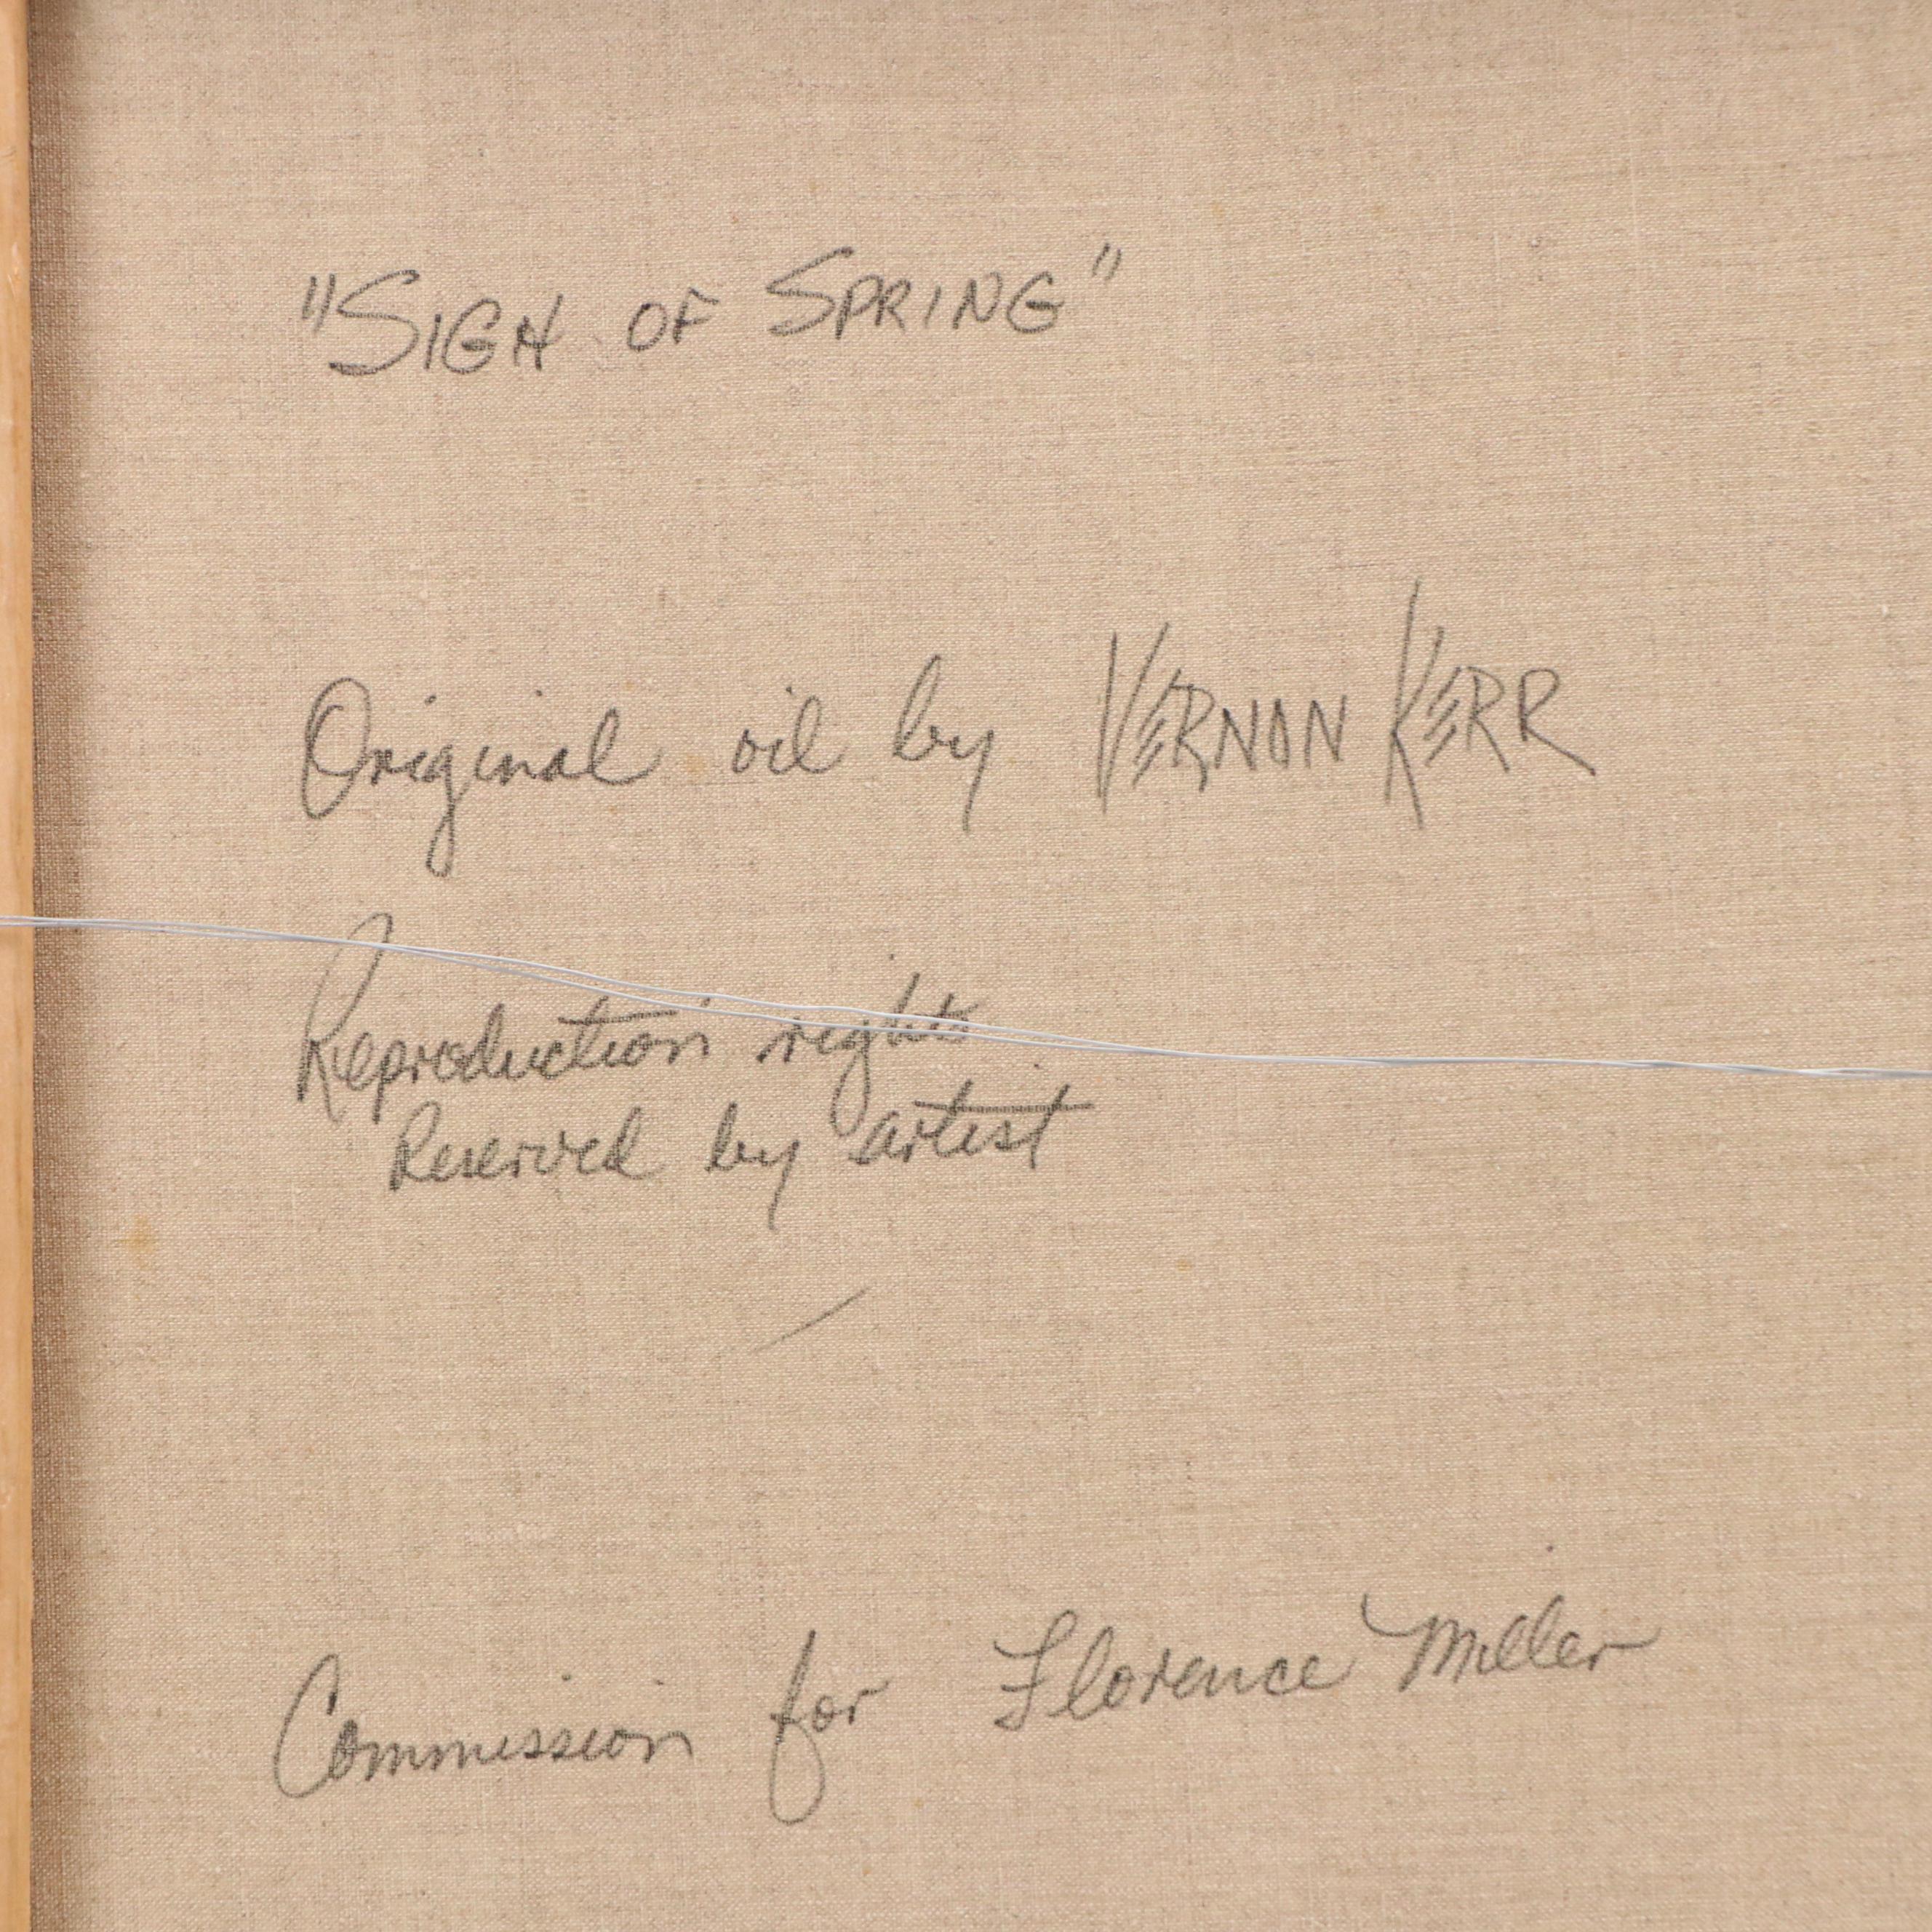 "SIGH OF SPRING"
Original oil by VERNON KERR
Reproduction rights
Reserved by artist
Commission for Florence Miller